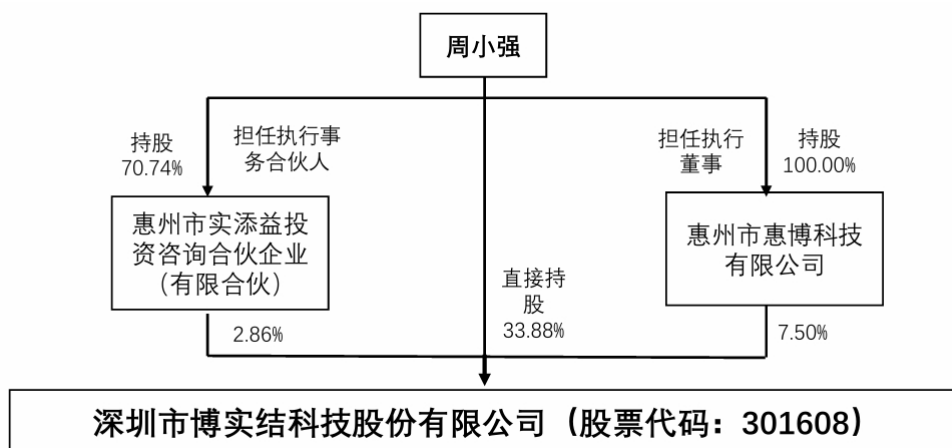 周小强
持股
70.74%
担任执行事
务合伙人
担任执行
董事
持股
100.00%
惠州市实添益投
资咨询合伙企业
（有限合伙）
惠州市惠博科技
有限公司
直接持
股
33.88%
2.86%
7.50%
深圳市博实结科技股份有限公司（股票代码：301608）